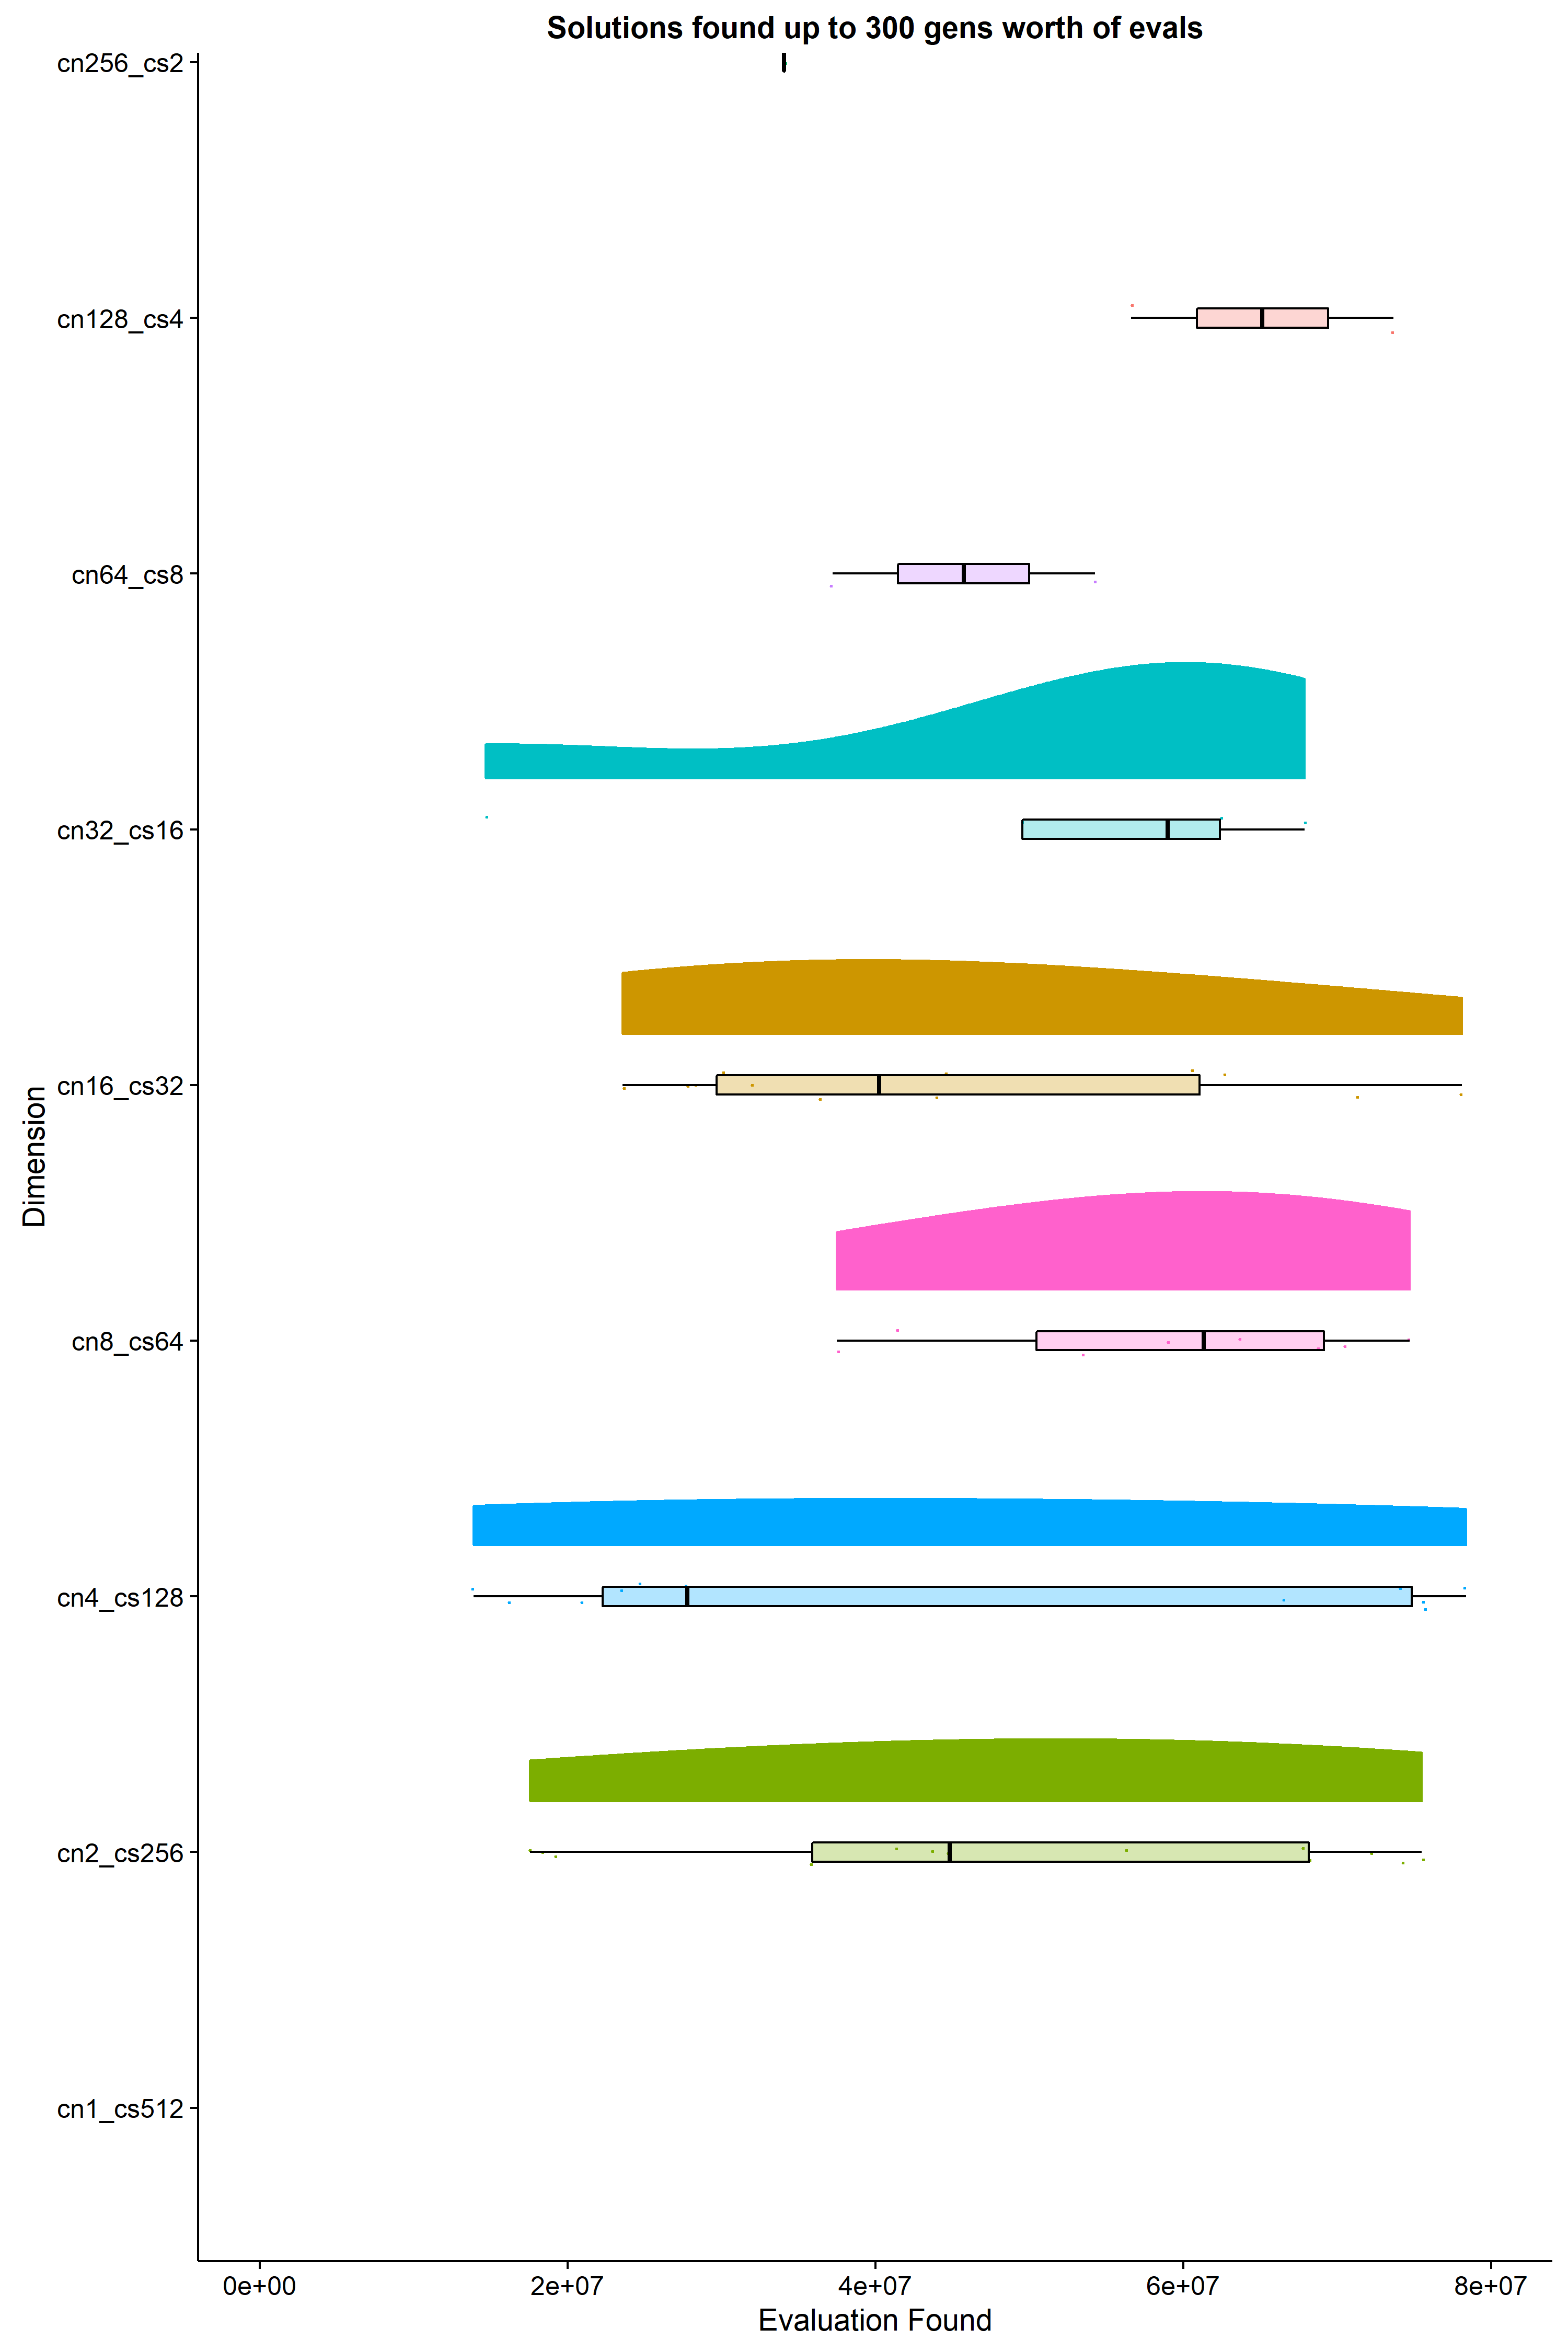 Solutions found up to 300 gens worth of evals
cn256_cs2
cn128_cs4
cn64_cs8
cn32_cs16
cn16_cs32
cn8_cs64
cn4_cs128
cn2_cs256
cn1_cs512
Dimension
0e+00 2e+07 4e+07 6e+07 8e+07
Evaluation Found